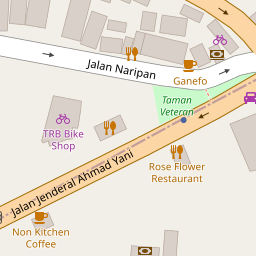 Jalan Naripan
Ganefo
Taman
Veteran
TRB Bike
Shop
Rose Flower
Restaurant
Jalan Jenderal Ahmad Yani
Non Kitchen
Coffee